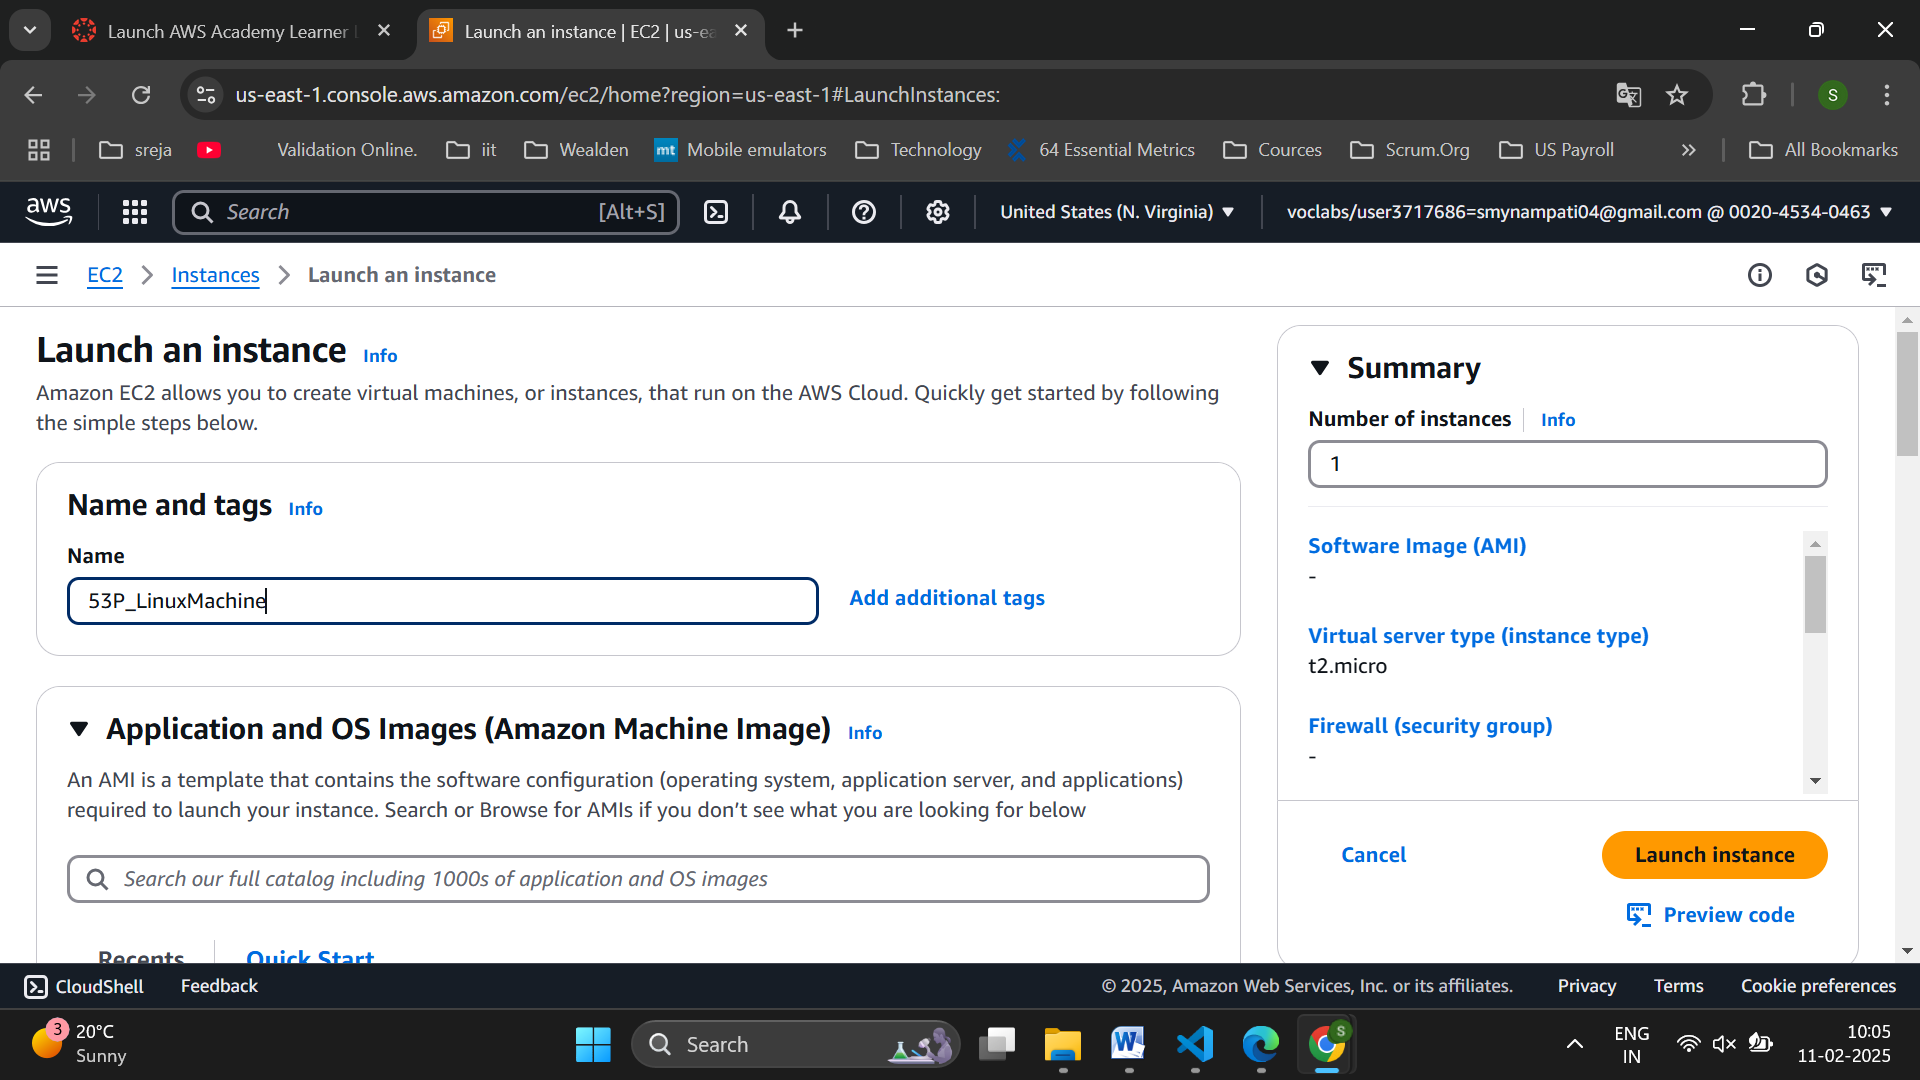 Launch AWS Academy Learner
Launch an instance | EC2 | us-ea
us-east-1.console.aws.amazon.com/ec2/home?region=us-east-1#LaunchInstances:
S
sreja
Validation Online.
iit
Wealden
mt Mobile emulators
Technology
64 Essential Metrics
Cources
Scrum.Org
US Payroll
All Bookmarks
aws
Search
[Alt+S]
United States (N. Virginia)
voclabs/user3717686=smynampati04@gmail.com @ 0020-4534-0463
EC2
Instances
Launch an instance
Launch an instance Info
Amazon EC2 allows you to create virtual machines, or instances, that run on the AWS Cloud. Quickly get started by following
the simple steps below.
Name and tags Info
Name
53P_LinuxMachine
Add additional tags
Application and OS Images (Amazon Machine Image) Info
An AMI is a template that contains the software configuration (operating system, application server, and applications)
required to launch your instance. Search or Browse for AMIs if you don’t see what you are looking for below
Search our full catalog including 1000s of application and OS images
Recents
Quick Start
Summary
Number of instances Info
1
Software Image (AMI)
-
Virtual server type (instance type)
t2.micro
Firewall (security group)
-
Cancel
Launch instance
Preview code
CloudShell
Feedback
© 2025, Amazon Web Services, Inc. or its affiliates.
Privacy
Terms
Cookie preferences
3
20°C
Sunny
Search
W
S
ENG
IN
10:05
11-02-2025